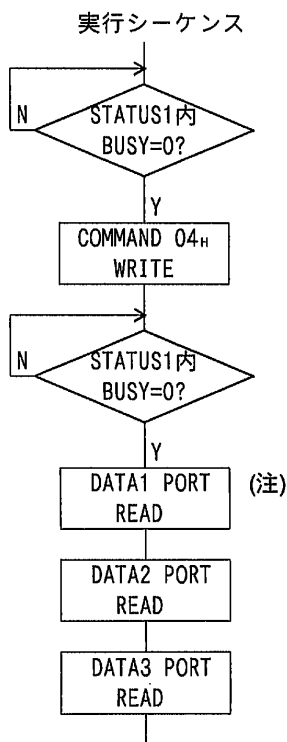 実行シーケンス
STATUS1内
BUSY=0?
N
Y
COMMAND 04H
WRITE
STATUS1内
BUSY=0?
N
Y
DATA1 PORT
READ
(注)
DATA2 PORT
READ
DATA3 PORT
READ